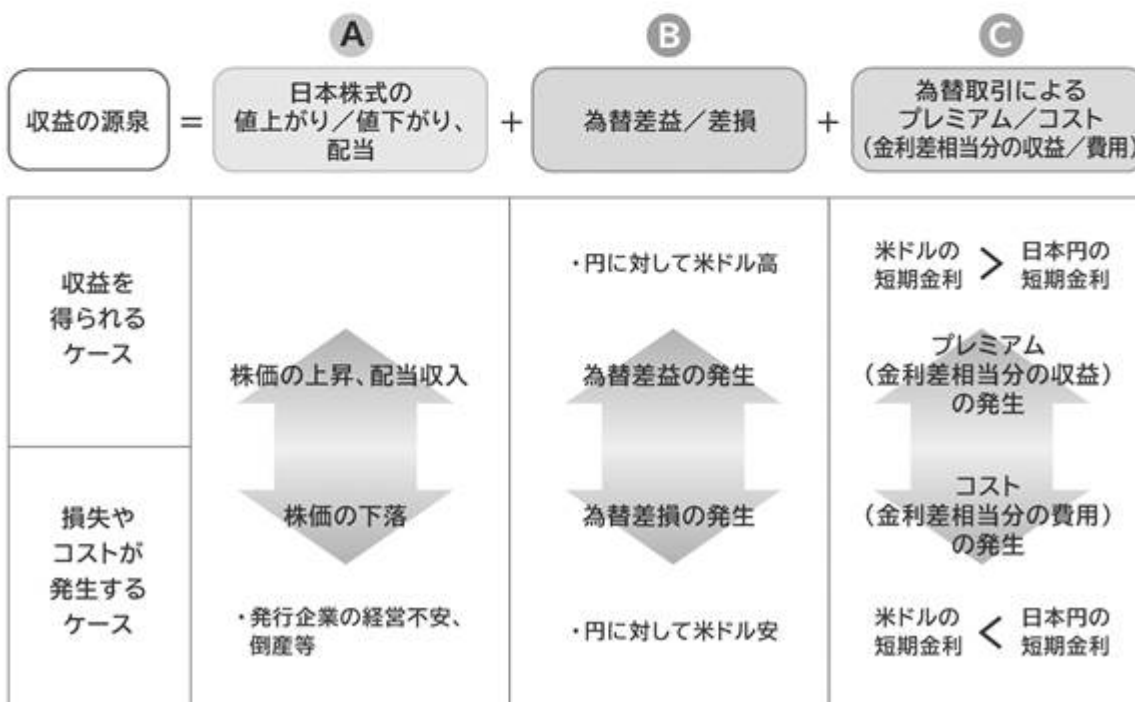 A
B
C
収益の源泉
=
日本株式の
値上がり/値下がり、
配当
+
為替差益/差損
+
為替取引による
プレミアム/コスト
(金利差相当分の収益/費用)
収益を
得られる
ケース
株価の上昇、配当収入
・円に対して米ドル高
為替差益の発生
米ドルの
短期金利
>
日本円の
短期金利
プレミアム
(金利差相当分の収益)
の発生
損失や
コストが
発生する
ケース
株価の下落
・発行企業の経営不安、
倒産等
為替差損の発生
・円に対して米ドル安
コスト
(金利差相当分の費用)
の発生
米ドルの
短期金利
<
日本円の
短期金利